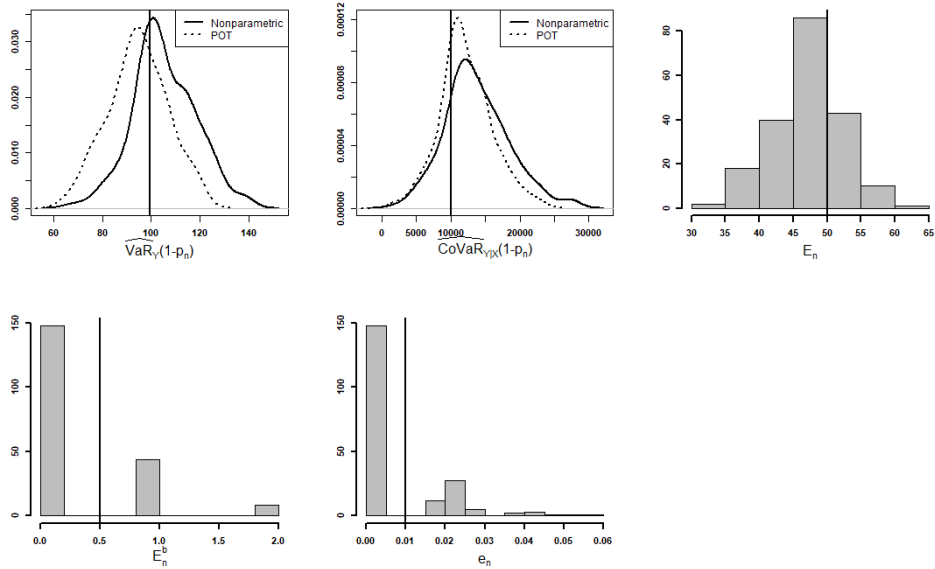 0.000 0.010 0.020 0.030
Nonparametric
POT
60 80 100 120 140
VaR_Y(1-p_n)
0.00000 0.00004 0.00008 0.00012
Nonparametric
POT
0 5000 10000 20000 30000
CoVaR_Y|X(1-p_n)
0 20 40 60 80
30 35 40 45 50 55 60 65
E_n
0 50 100 150
0.0 0.5 1.0 1.5 2.0
E_n^b
0 50 100 150
0.00 0.01 0.02 0.03 0.04 0.05 0.06
e_n